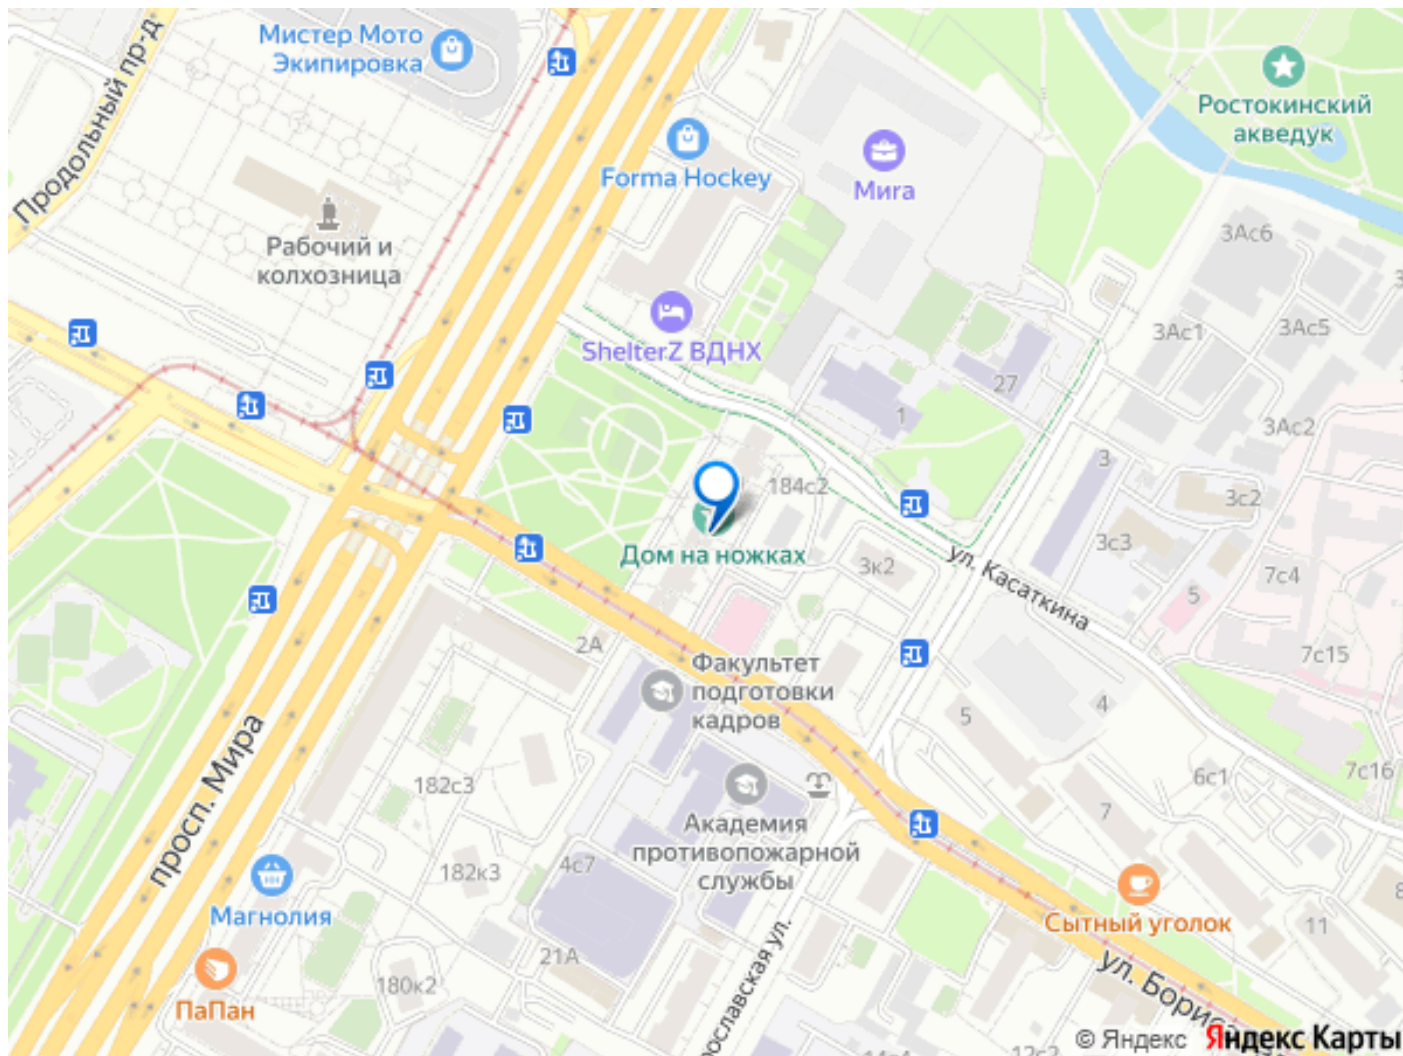 Мистер Мото
Экипировка
Продольный пр-д
Ростокинский
акведук
Forma Hockey
Мига
Рабочий и
колхозница
3Ас6
ShelterZ ВДНХ
3Ас1
3Ас5
27
1
3Ас2
3
184с2
3с2
Дом на ножках
3к2
3с3
ул. Касаткина
7с4
5
2А
7с15
Факультет
подготовки
кадров
4
5
просп. Мира
182с3
6с1
7с16
7
Академия
противопожарной
службы
4с7
182к3
Магнолия
Сытный уголок
11
21А
180к2
ПаПан
ул. Борис
© Яндекс Яндекс Карты